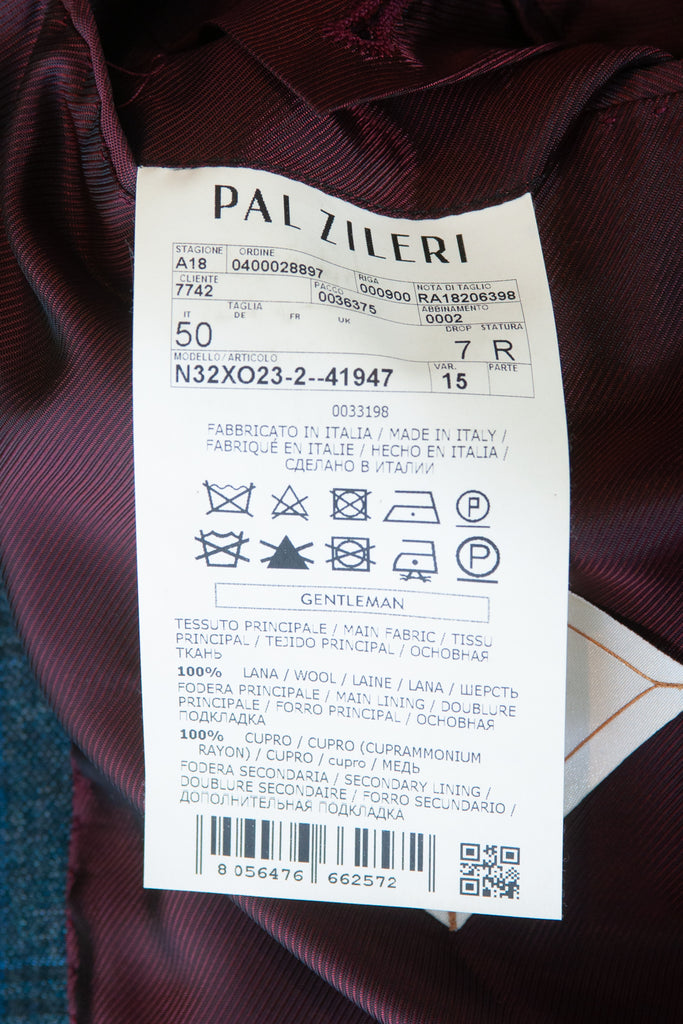 PAL ZILERI
STAGIONE ORDINE
A18 0400028897 RIGA
000900 NOTA DI TAGLIO
RA18206398
CLIENTE PACCO ABBINAMENTO
7742 0036375 0002
TAGLIA
IT DE FR UK DROP STATURA
50 7 R
MODELLO/ARTICOLO VAR. PARTE
N32XO23-2--41947 15
0033198
FABBRICATO IN ITALIA / MADE IN ITALY /
FABRIQUÉ EN ITALIE / HECHO EN ITALIA /
СДЕЛАНО В ИТАЛИИ
P
P
GENTLEMAN
TESSUTO PRINCIPALE / MAIN FABRIC / TISSU
PRINCIPAL / TEJIDO PRINCIPAL / ОСНОВНАЯ
ТКАНЬ
100% LANA / WOOL / LAINE / LANA / ШЕРСТЬ
FODERA PRINCIPALE / MAIN LINING / DOUBLURE
PRINCIPALE / FORRO PRINCIPAL / ОСНОВНАЯ
ПОДКЛАДКА
100% CUPRO / CUPRO (CUPRAMMONIUM
RAYON) / CUPRO / cupro / МЕДЬ
FODERA SECONDARIA / SECONDARY LINING /
DOUBLURE SECONDAIRE / FORRO SECUNDARIO /
ДОПОЛНИТЕЛЬНАЯ ПОДКЛАДКА
8 056476 662572